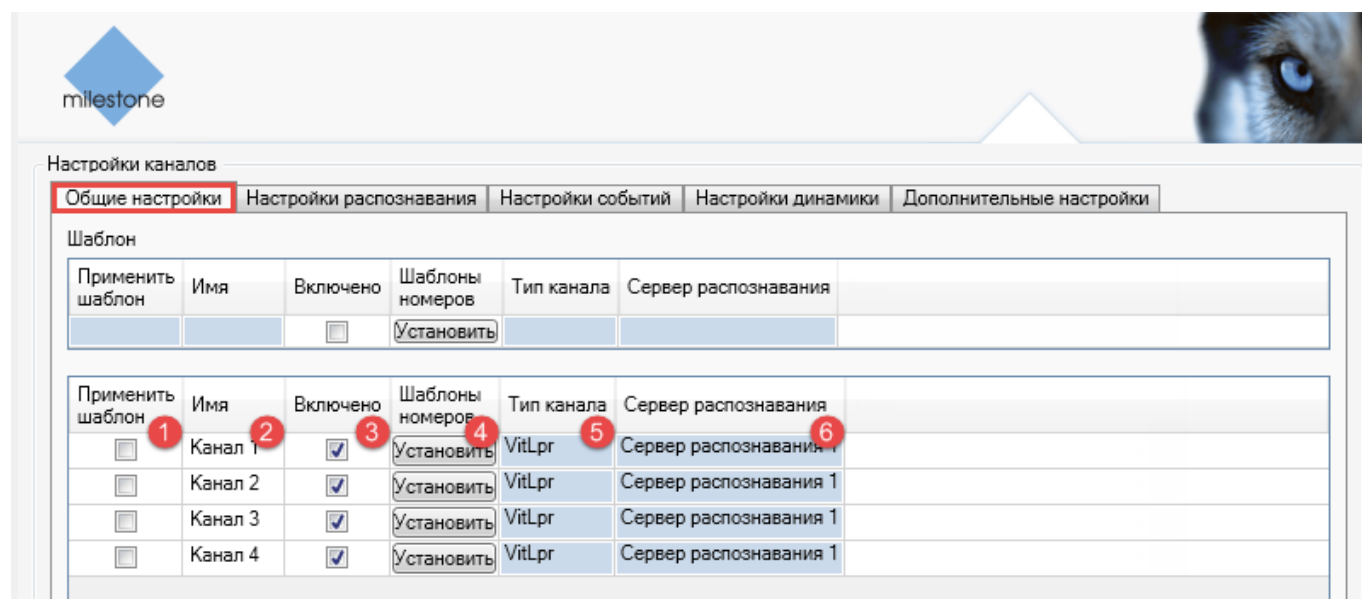 milestone
Настройки каналов
Общие настройки Настройки распознавания Настройки событий Настройки динамики Дополнительные настройки
Шаблон
Применить шаблон Имя Включено Шаблоны номеров Тип канала Сервер распознавания
Установить
Применить шаблон Имя Включено Шаблоны номеров Тип канала Сервер распознавания
1 2 3 4 5 6
Канал 1 Установить VitLpr Сервер распознавания 1
Канал 2 Установить VitLpr Сервер распознавания 1
Канал 3 Установить VitLpr Сервер распознавания 1
Канал 4 Установить VitLpr Сервер распознавания 1